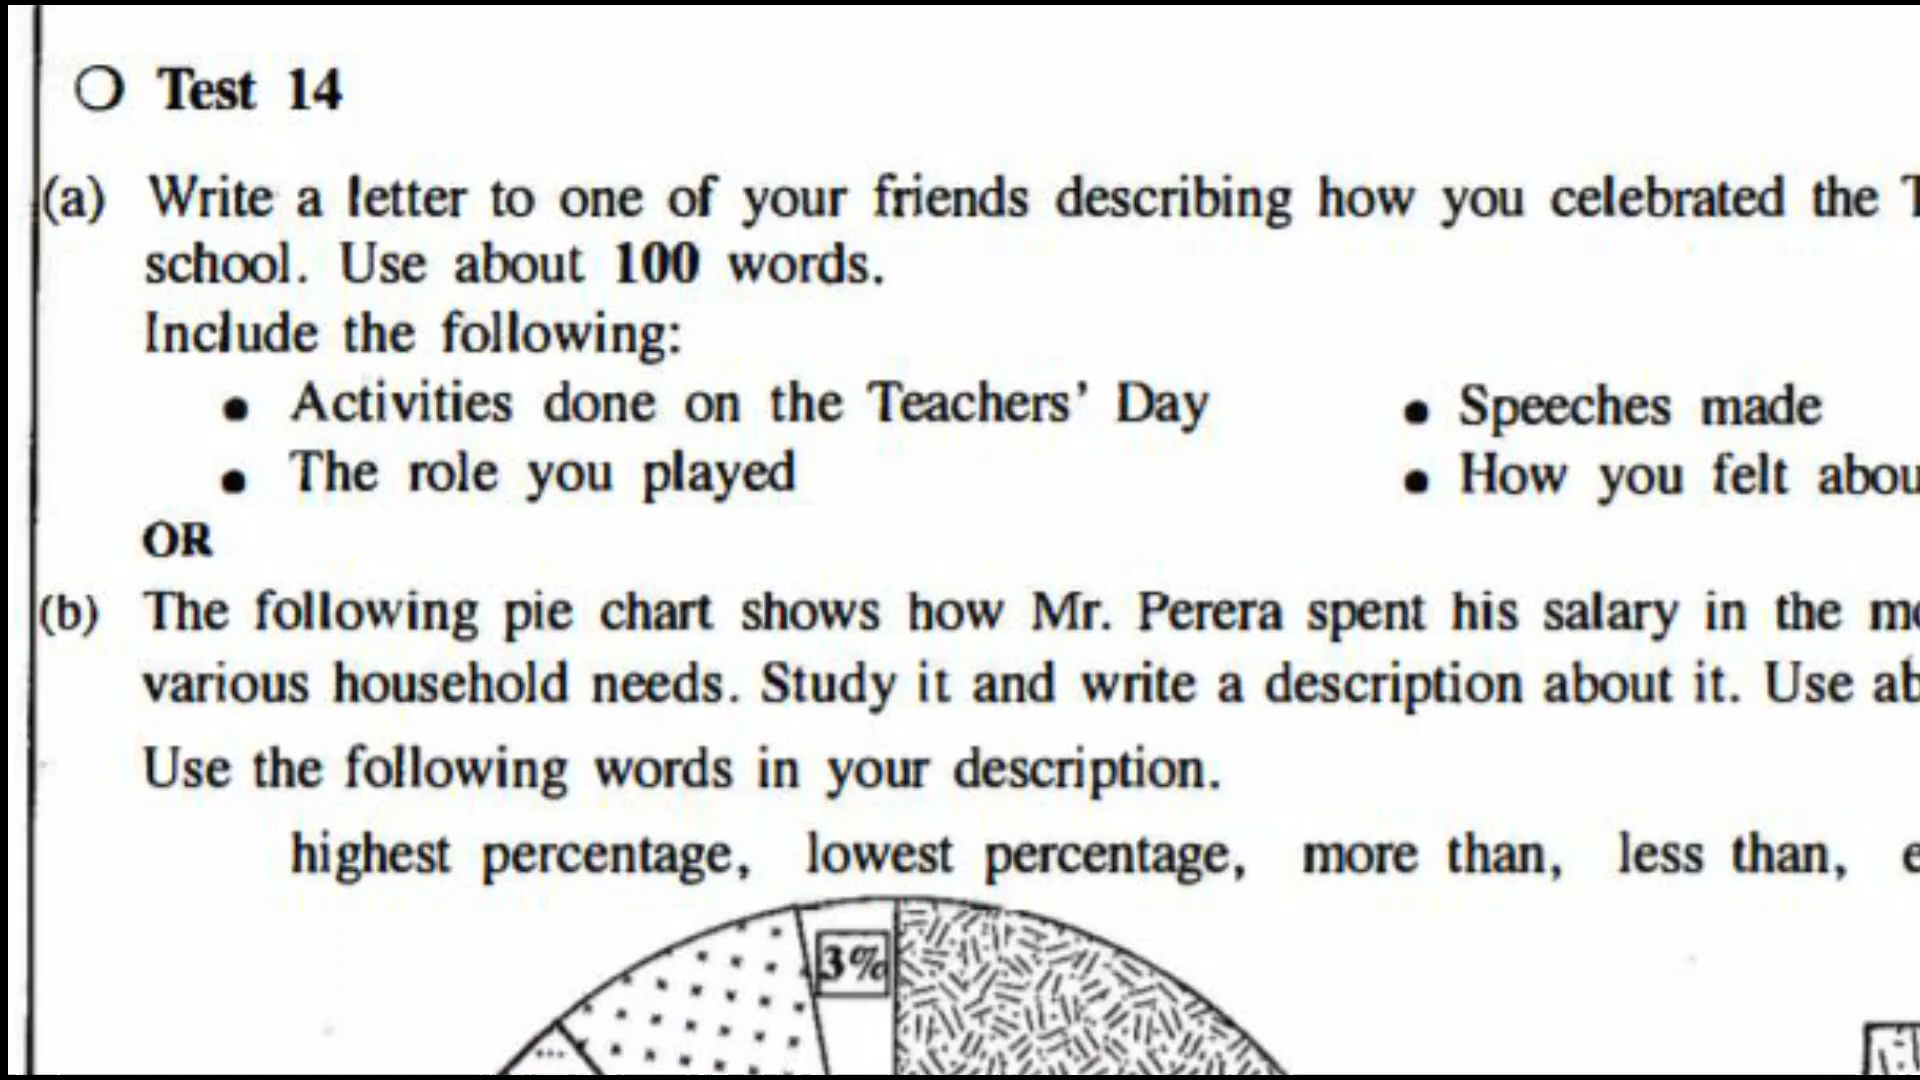 Test 14
(a) Write a letter to one of your friends describing how you celebrated the
school. Use about 100 words.
Include the following:
• Activities done on the Teachers' Day • Speeches made
• The role you played • How you felt
OR
(b) The following pie chart shows how Mr. Perera spent his salary in the
various household needs. Study it and write a description about it. Use
Use the following words in your description.
highest percentage, lowest percentage, more than, less than,
3%